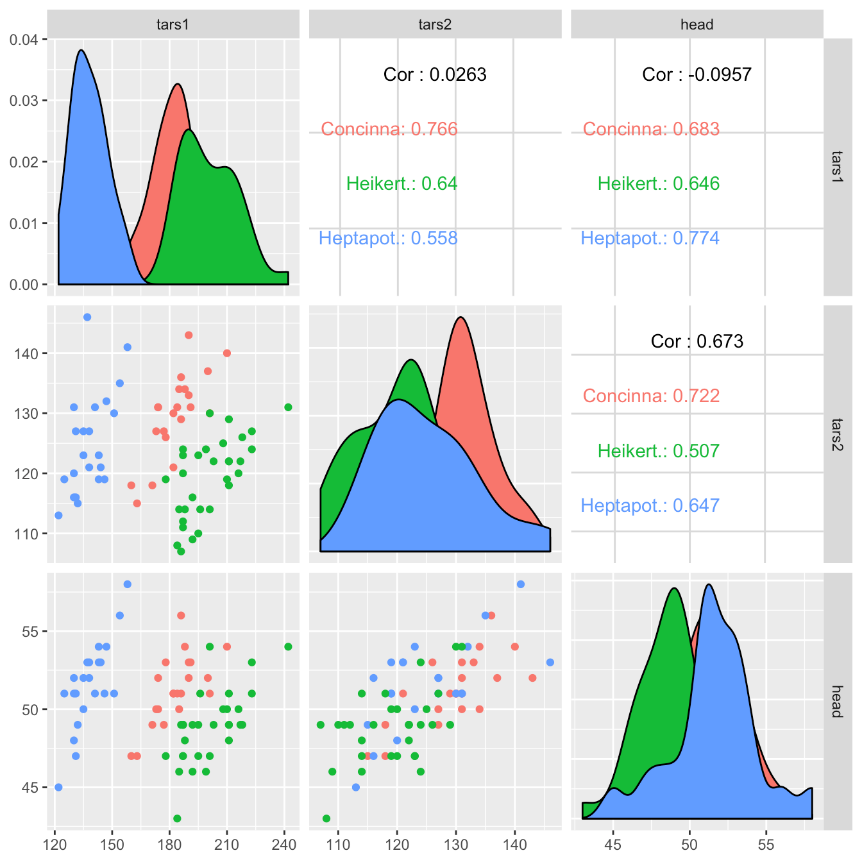 tars1 tars2 head
0.04
0.03
0.02
0.01
0.00
Cor : 0.0263
Concinna: 0.766
Heikert.: 0.64
Heptapot.: 0.558
Cor : -0.0957
Concinna: 0.683
Heikert.: 0.646
Heptapot.: 0.774
tars1
140
130
120
110
Cor : 0.673
Concinna: 0.722
Heikert.: 0.507
Heptapot.: 0.647
tars2
55
50
45
head
120 150 180 210 240
110 120 130 140
45 50 55